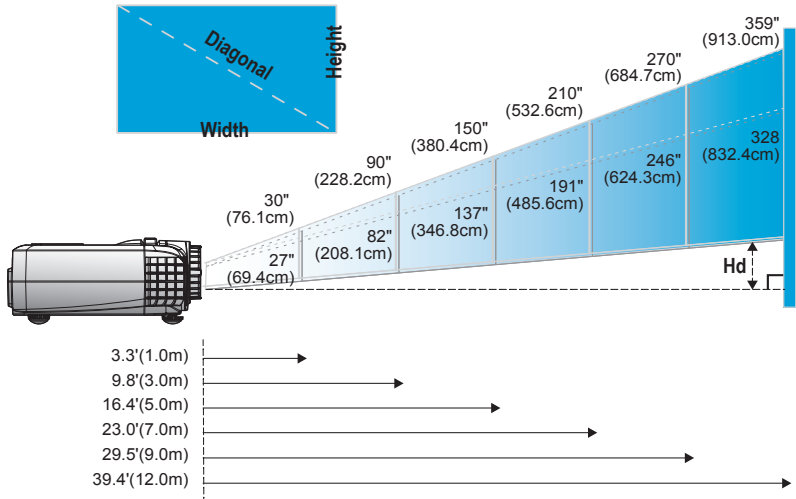 Diagonal
Height
Width
359"
(913.0cm)
270"
(684.7cm)
210"
(532.6cm)
150"
(380.4cm)
90"
(228.2cm)
30"
(76.1cm)
328
(832.4cm)
246"
(624.3cm)
191"
(485.6cm)
137"
(346.8cm)
82"
(208.1cm)
27"
(69.4cm)
Hd
3.3'(1.0m)
9.8'(3.0m)
16.4'(5.0m)
23.0'(7.0m)
29.5'(9.0m)
39.4'(12.0m)